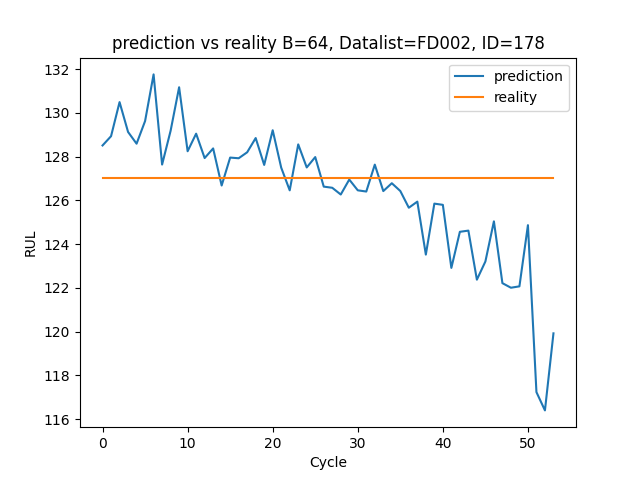 prediction vs reality B=64, Datalist=FD002, ID=178
prediction
reality
132
130
128
126
124
122
120
118
116
RUL
0 10 20 30 40 50
Cycle